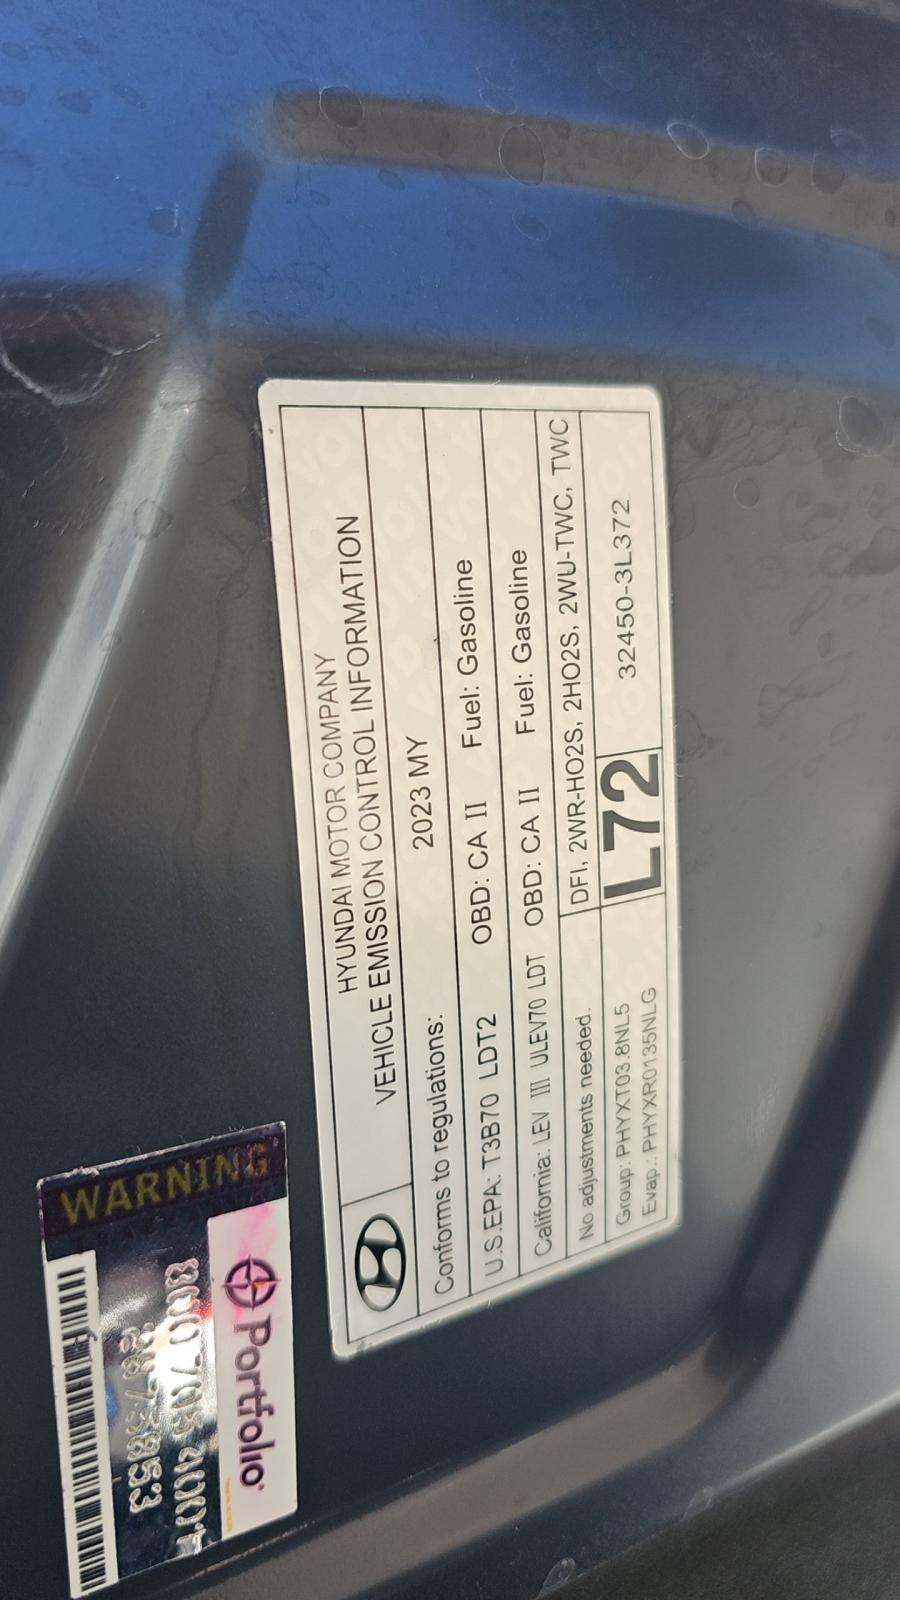 HYUNDAI MOTOR COMPANY
VEHICLE EMISSION CONTROL INFORMATION
Conforms to regulations: 2023 MY
U.S.EPA: T3B70 LDT2 OBD: CA II Fuel: Gasoline
California: LEV III ULEV70 LDT OBD: CA II Fuel: Gasoline
No adjustments needed. DFI, 2WR-HO2S, 2HO2S, 2WU-TWC, TWC
Group: PHYXT03.8NL5
Evap.: PHYXR0135NLG
L72
32450-3L372
WARNING
Portfolio